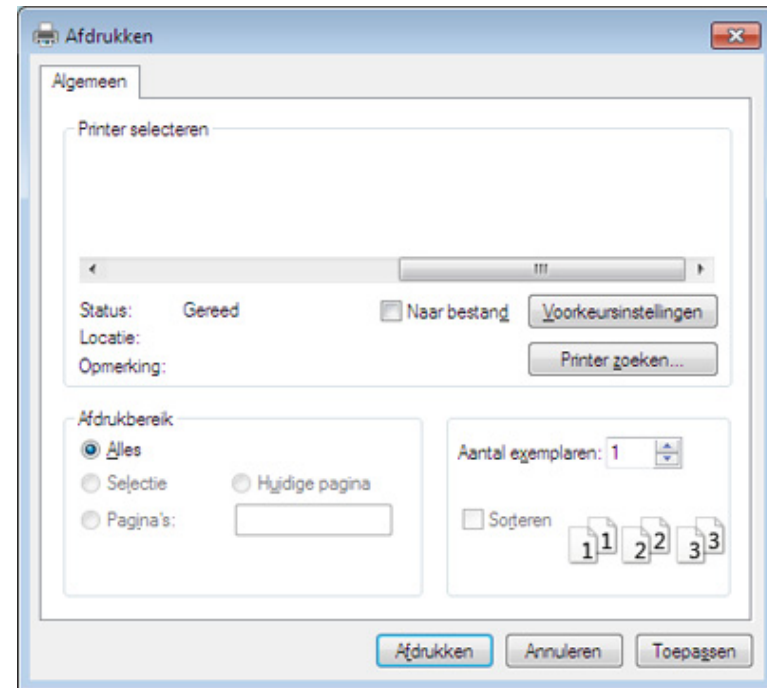 Afdrukken
Algemeen
Printer selecteren
Status: Gereed
Naar bestand
Voorkeursinstellingen
Locatie:
Opmerking:
Printer zoeken...
Afdrukbereik
Alles
Selectie
Huidige pagina
Pagina's:
Aantal exemplaren: 1
Sorteren
1 1 2 2 3 3
Afdrukken
Annuleren
Toepassen